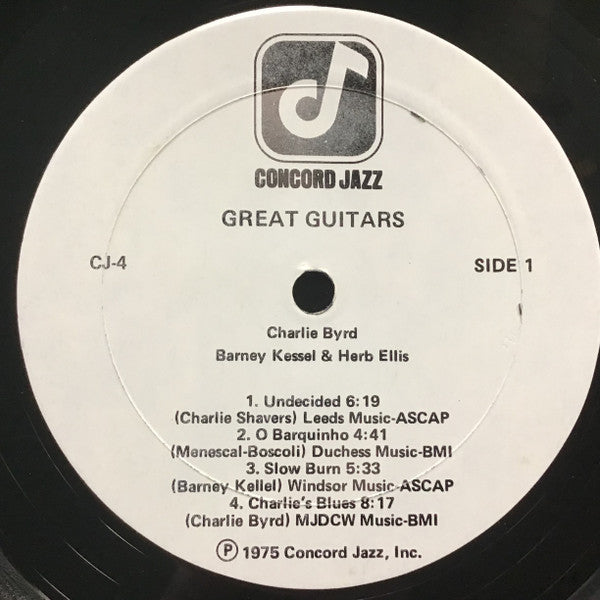 CONCORD JAZZ
GREAT GUITARS
CJ-4
SIDE 1
Charlie Byrd
Barney Kessel & Herb Ellis
1. Undecided 6:19
(Charlie Shavers) Leeds Music-ASCAP
2. O Barquinho 4:41
(Menescal-Boscoli) Duchess Music-BMI
3. Slow Burn 5:33
(Barney Kellel) Windsor Music-ASCAP
4. Charlie's Blues 8:17
(Charlie Byrd) MJDCW Music-BMI
Ⓟ 1975 Concord Jazz, Inc.